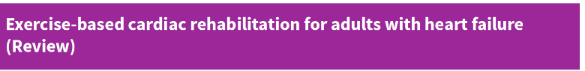 Exercise-based cardiac rehabilitation for adults with heart failure
(Review)